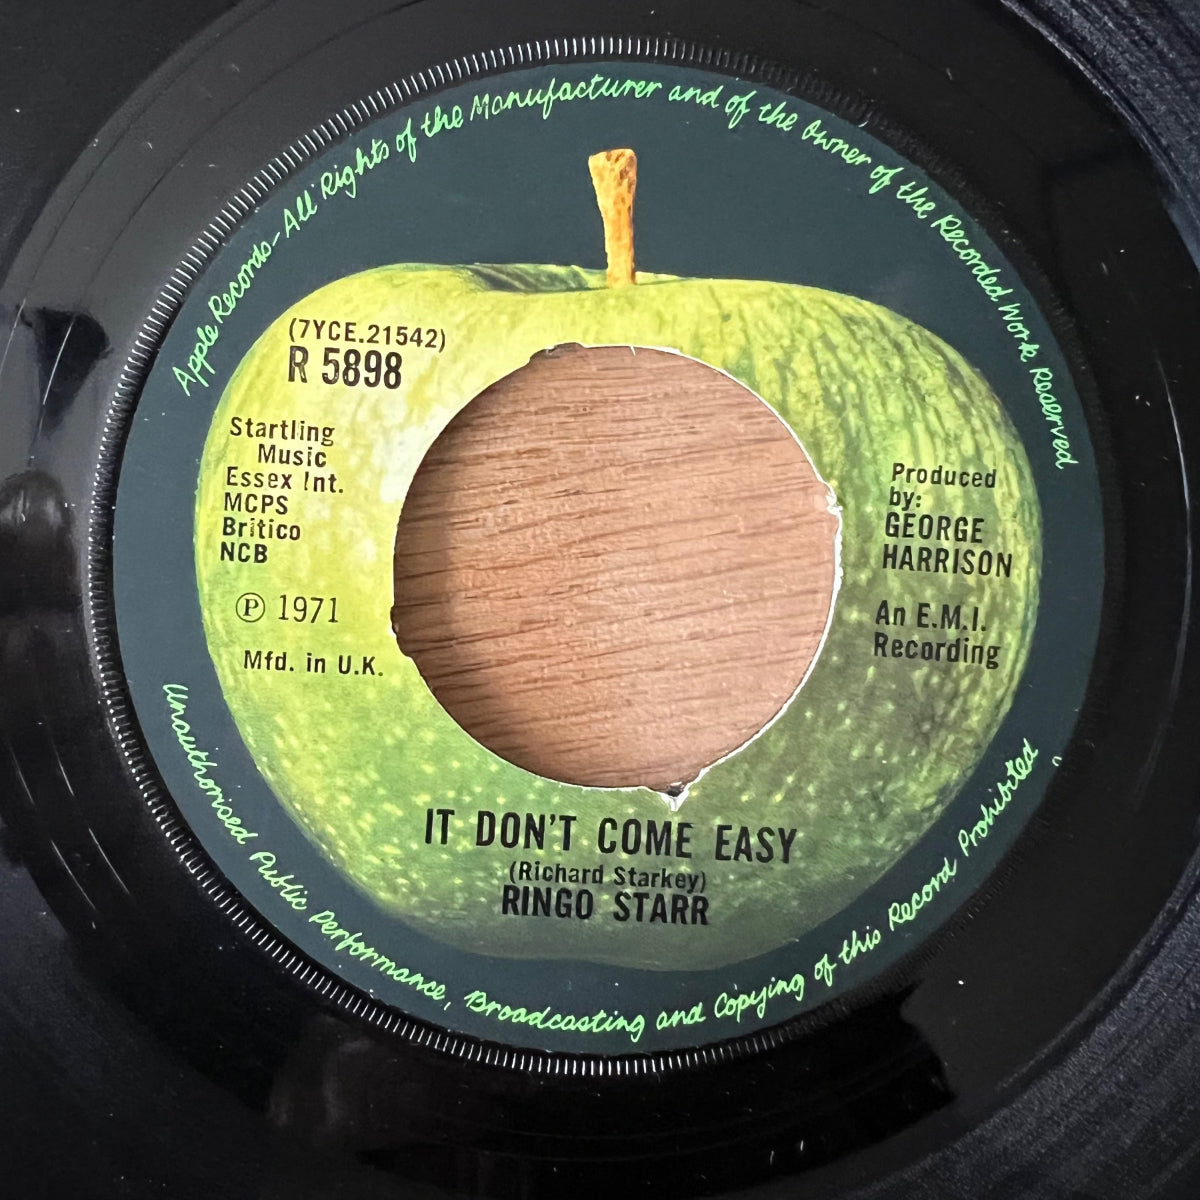 Apple Records-All Rights of the Manufacturer and of the Owner of the Recorded Work Reserved
(7YCE.21542)
R 5898
Startling
Music
Essex Int.
MCPS
Britico
NCB
Ⓟ 1971
Mfd. in U.K.
Produced
by:
GEORGE
HARRISON
An E.M.I.
Recording
IT DON'T COME EASY
(Richard Starkey)
RINGO STARR
Unauthorised Public Performance, Broadcasting and Copying of this Record Prohibited